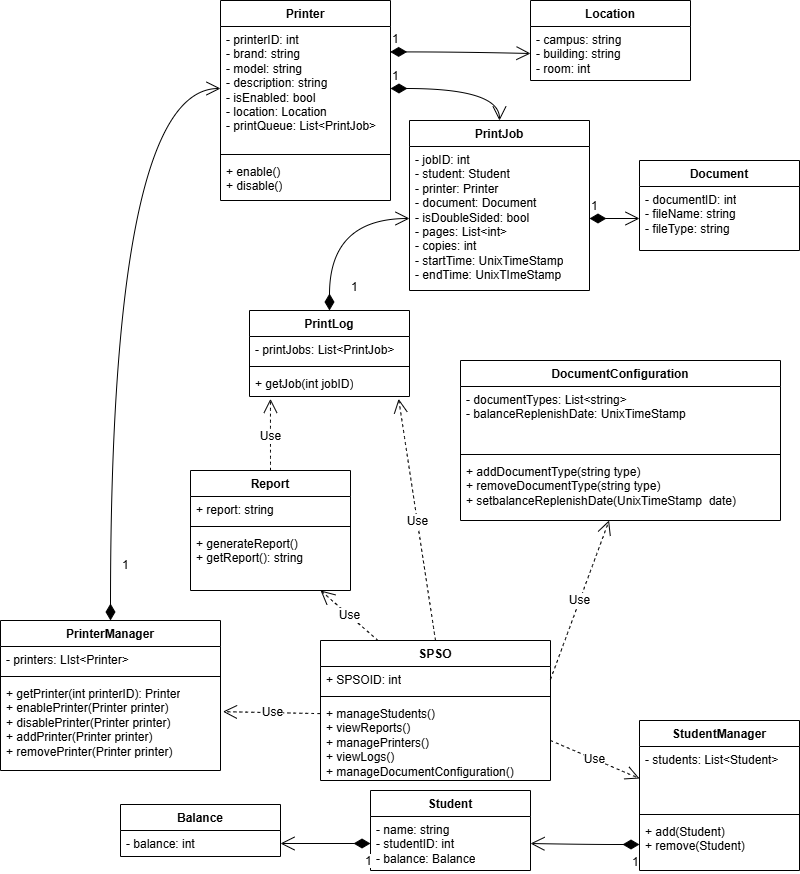 Printer
- printerID: int
- brand: string
- model: string
- description: string
- isEnabled: bool
- location: Location
- printQueue: List<PrintJob>
+ enable()
+ disable()
1
1
Location
- campus: string
- building: string
- room: int
PrintJob
- jobID: int
- student: Student
- printer: Printer
- document: Document
- isDoubleSided: bool
- pages: List<int>
- copies: int
- startTime: UnixTimeStamp
- endTime: UnixTImeStamp
1
Document
- documentID: int
- fileName: string
- fileType: string
1
PrintLog
- printJobs: List<PrintJob>
+ getJob(int jobID)
DocumentConfiguration
- documentTypes: List<string>
- balanceReplenishDate: UnixTimeStamp
+ addDocumentType(string type)
+ removeDocumentType(string type)
+ setbalanceReplenishDate(UnixTimeStamp  date)
Use
Report
+ report: string
+ generateReport()
+ getReport(): string
Use
1
Use
Use
PrinterManager
- printers: LIst<Printer>
+ getPrinter(int printerID): Printer
+ enablePrinter(Printer printer)
+ disablePrinter(Printer printer)
+ addPrinter(Printer printer)
+ removePrinter(Printer printer)
Use
SPSO
+ SPSOID: int
+ manageStudents()
+ viewReports()
+ managePrinters()
+ viewLogs()
+ manageDocumentConfiguration()
Use
StudentManager
- students: List<Student>
+ add(Student)
+ remove(Student)
1
Student
- name: string
- studentID: int
- balance: Balance
1
Balance
- balance: int